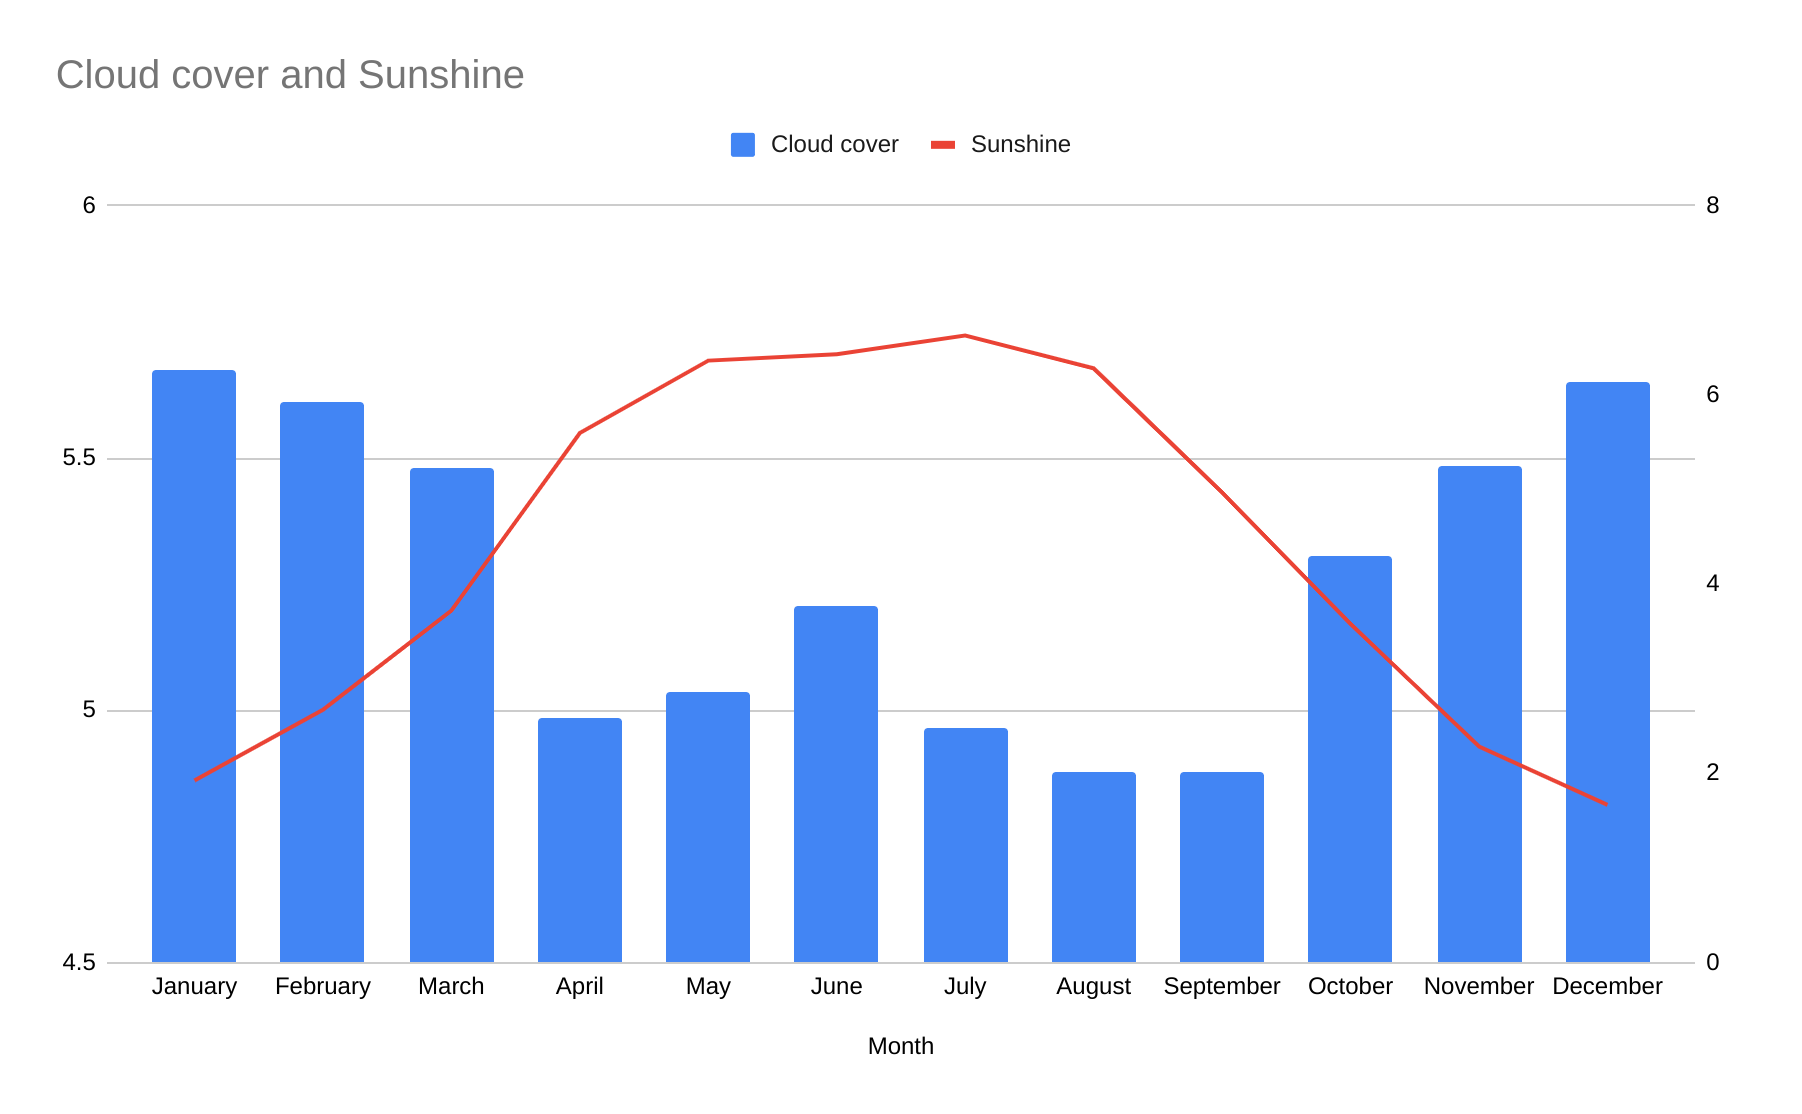 Cloud cover and Sunshine
Cloud cover Sunshine
6 8
6
5.5
4
5
2
4.5 0
January February March April May June July August September October November December
Month